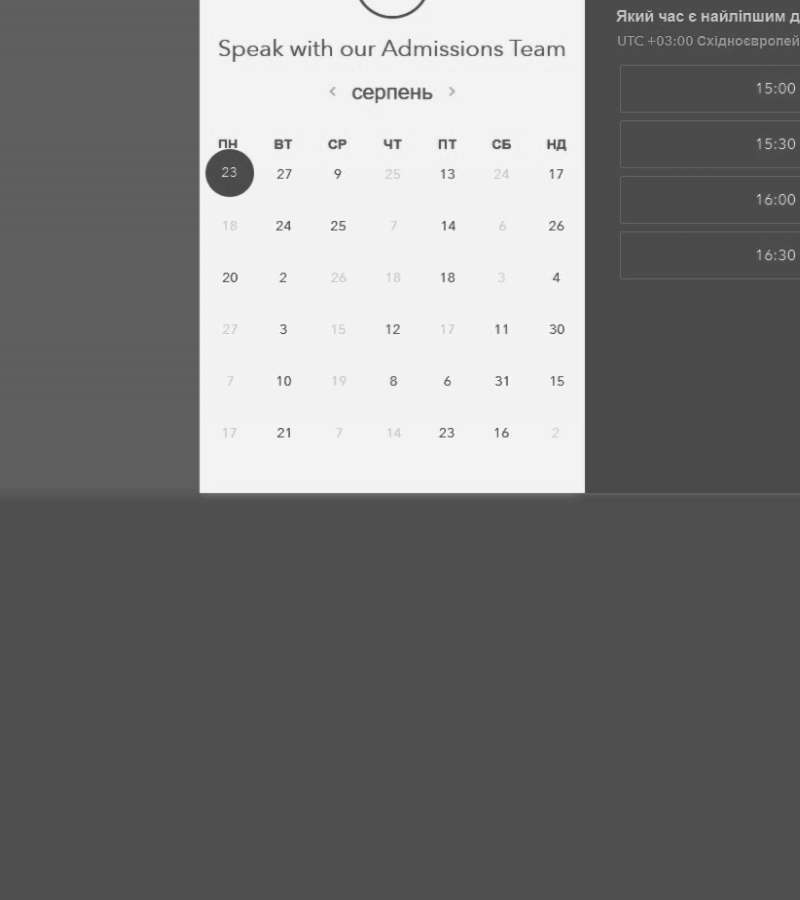 Speak with our Admissions Team
‹ серпень ›
ПН ВТ СР ЧТ ПТ СБ НД
23 27 9 25 13 24 17
18 24 25 7 14 6 26
20 2 26 18 18 3 4
27 3 15 12 17 11 30
7 10 19 8 6 31 15
17 21 7 14 23 16 2
Який час є найліпшим д
UTC +03:00 Східноєвропей
15:00
15:30
16:00
16:30